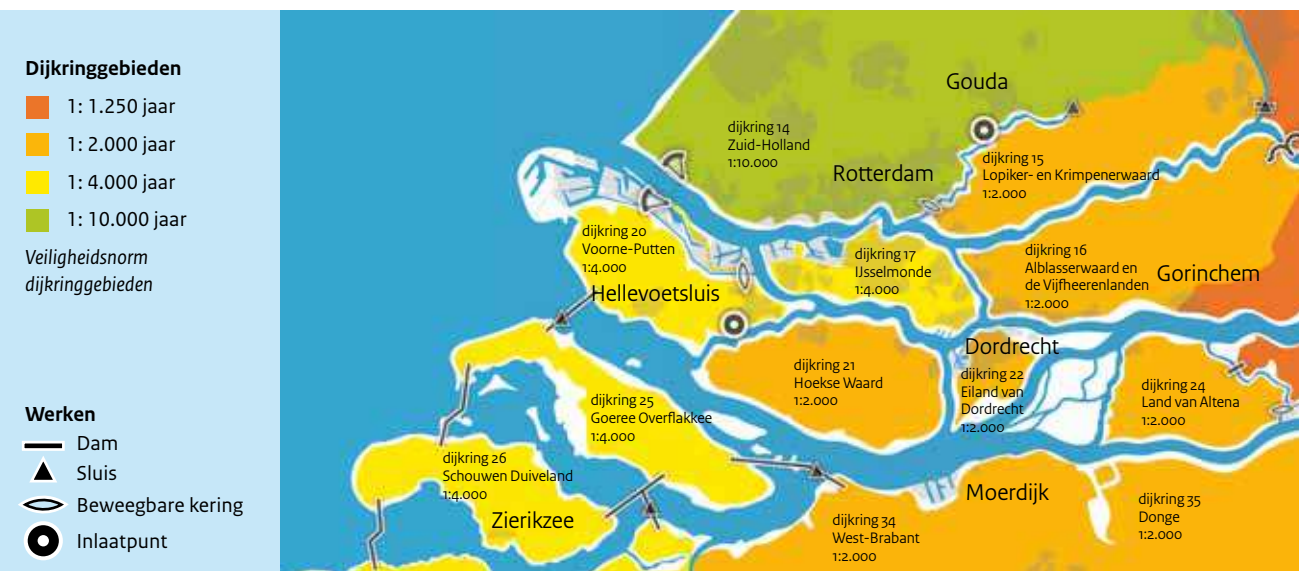 Dijkringgebieden
1: 1.250 jaar
1: 2.000 jaar
1: 4.000 jaar
1: 10.000 jaar
Veiligheidsnorm
dijkringgebieden
Werken
Dam
Sluis
Beweegbare kering
Inlaatpunt
Gouda
dijkring 14
Zuid-Holland
1:10.000
Rotterdam
dijkring 15
Lopiker- en Krimpenerwaard
1:2.000
dijkring 20
Voorne-Putten
1:4.000
dijkring 17
IJsselmonde
1:4.000
dijkring 16
Alblasserwaard en
de Vijfheerenlanden
1:2.000
Gorinchem
Hellevoetsluis
Dordrecht
dijkring 21
Hoekse Waard
1:2.000
dijkring 22
Eiland van
Dordrecht
1:2.000
dijkring 24
Land van Altena
1:2.000
dijkring 25
Goeree Overflakkee
1:4.000
dijkring 26
Schouwen Duiveland
1:4.000
Zierikzee
Moerdijk
dijkring 34
West-Brabant
1:2.000
dijkring 35
Donge
1:2.000